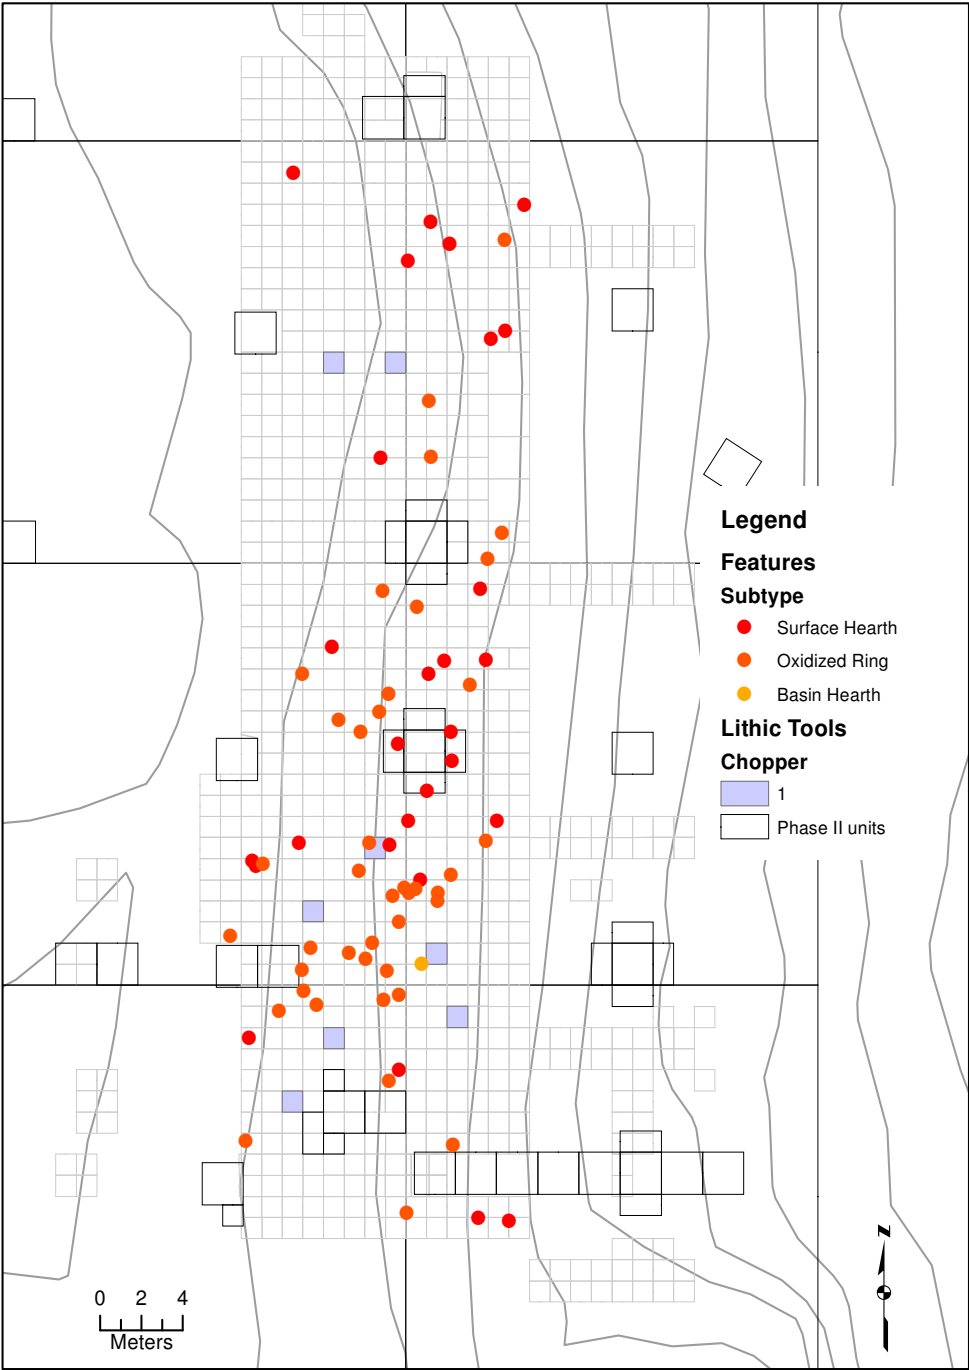 Legend
Features
Subtype
Surface Hearth
Oxidized Ring
Basin Hearth
Lithic Tools
Chopper
1
Phase II units
0 2 4
Meters
N